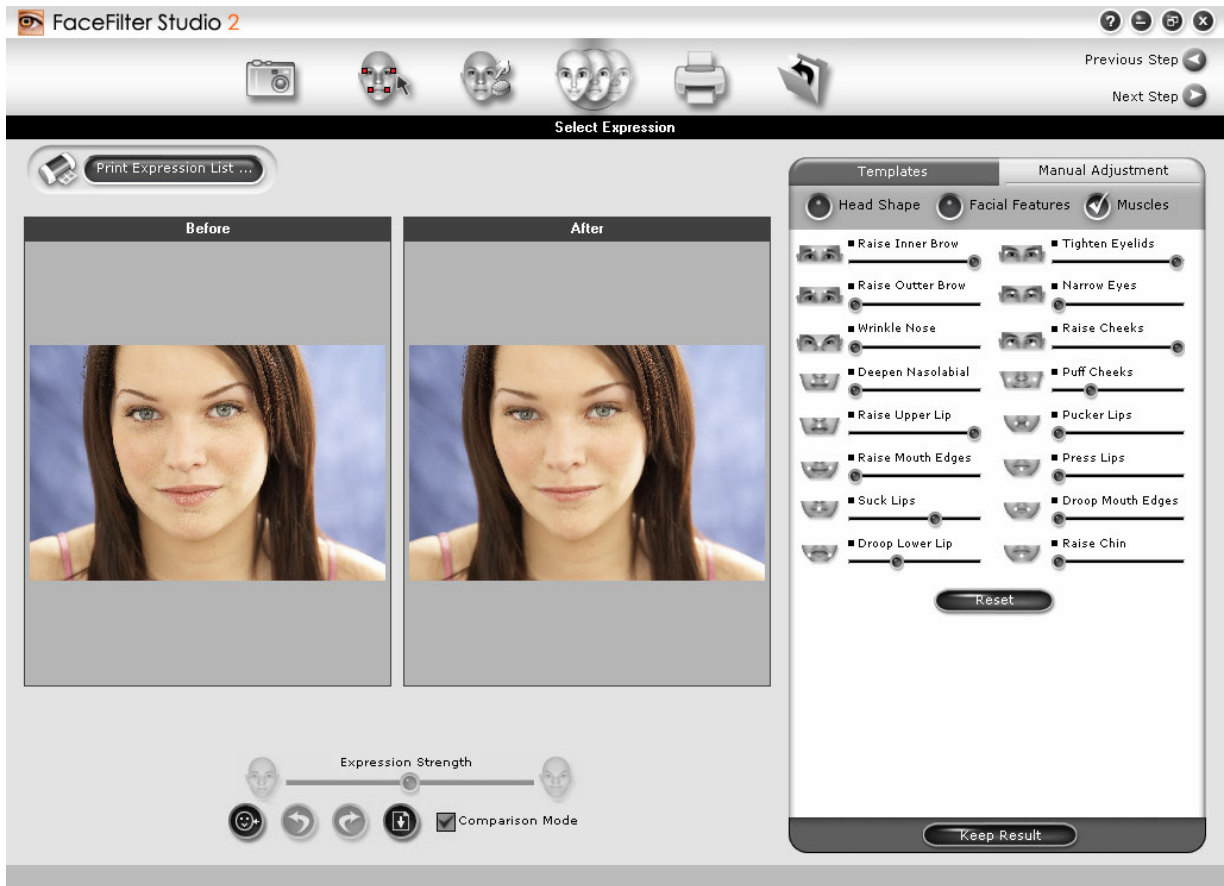 FaceFilter Studio 2
?
Previous Step
Next Step
Select Expression
Print Expression List ...
Before
After
Expression Strength
Comparison Mode
Templates
Manual Adjustment
Head Shape
Facial Features
Muscles
Raise Inner Brow
Tighten Eyelids
Raise Outter Brow
Narrow Eyes
Wrinkle Nose
Raise Cheeks
Deepen Nasolabial
Puff Cheeks
Raise Upper Lip
Pucker Lips
Raise Mouth Edges
Press Lips
Suck Lips
Droop Mouth Edges
Droop Lower Lip
Raise Chin
Reset
Keep Result